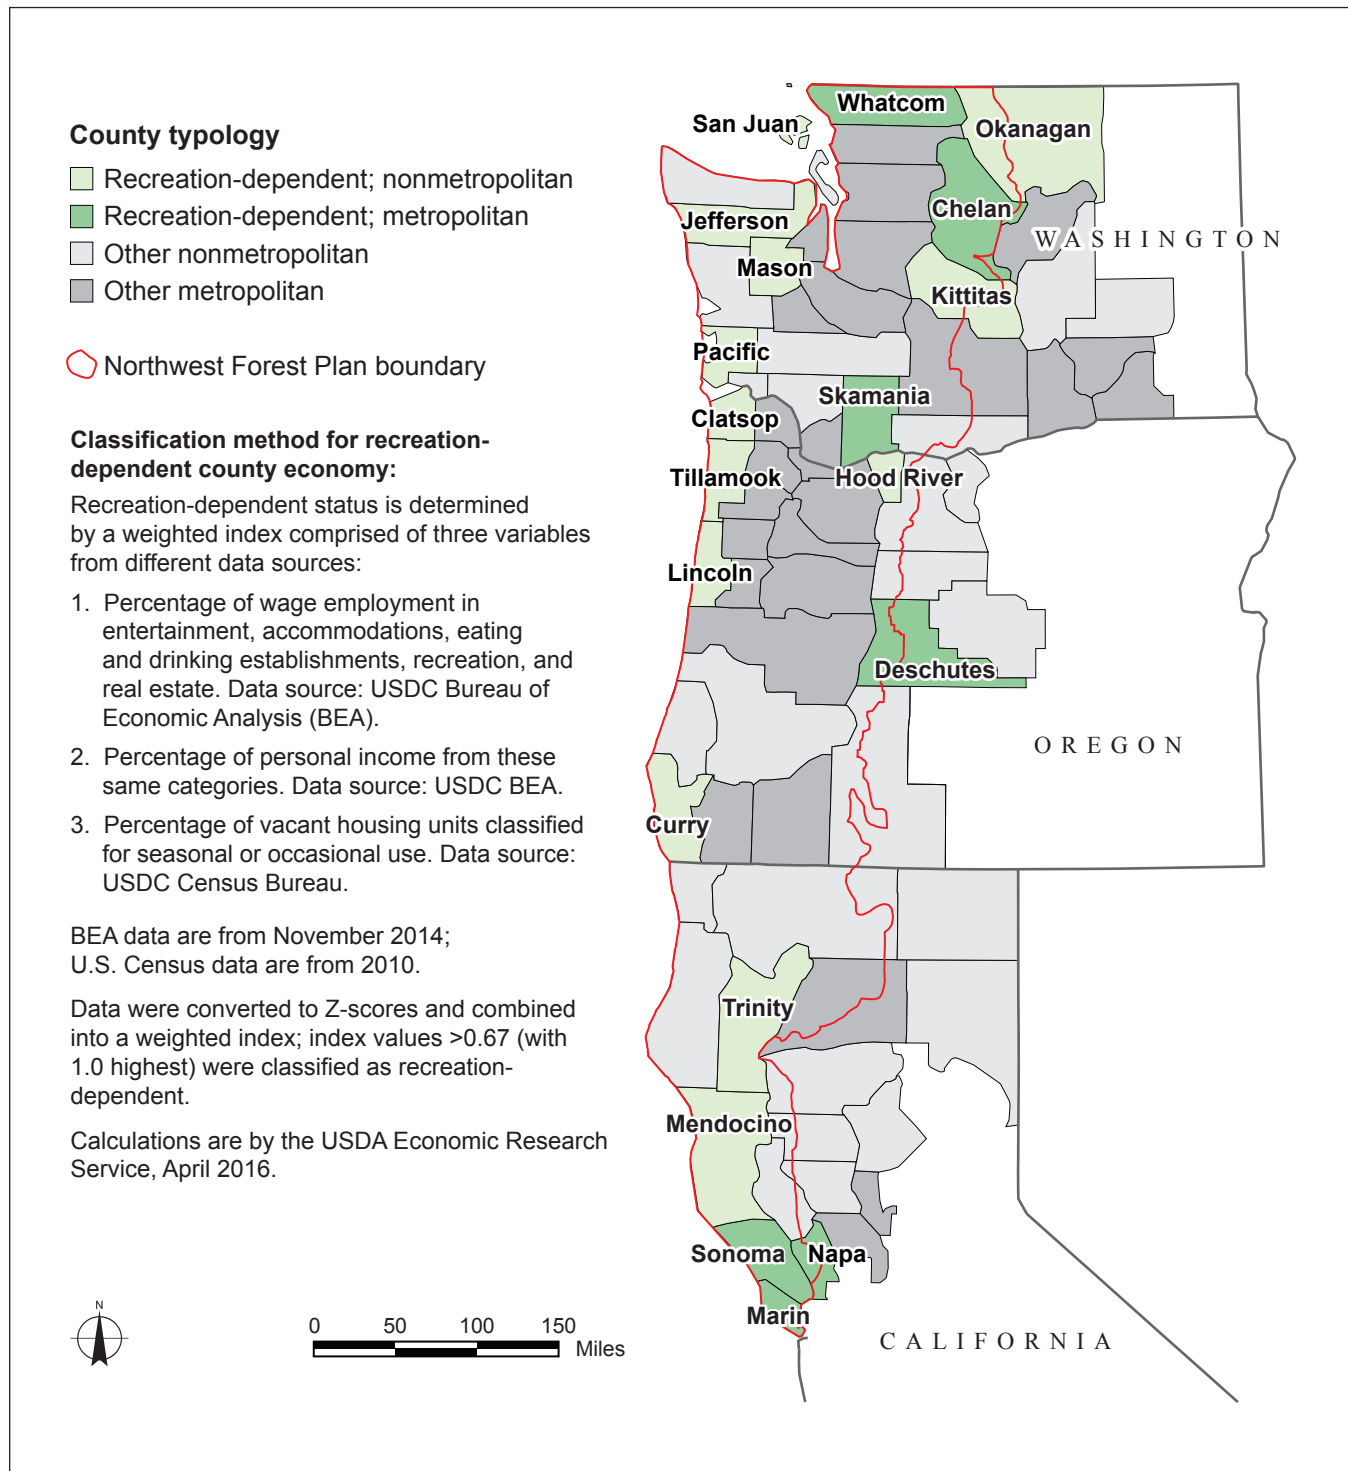 County typology
Recreation-dependent; nonmetropolitan
Recreation-dependent; metropolitan
Other nonmetropolitan
Other metropolitan
Northwest Forest Plan boundary
Classification method for recreation-
dependent county economy:
Recreation-dependent status is determined
by a weighted index comprised of three variables
from different data sources:
1. Percentage of wage employment in
entertainment, accommodations, eating
and drinking establishments, recreation, and
real estate. Data source: USDC Bureau of
Economic Analysis (BEA).
2. Percentage of personal income from these
same categories. Data source: USDC BEA.
3. Percentage of vacant housing units classified
for seasonal or occasional use. Data source:
USDC Census Bureau.
BEA data are from November 2014;
U.S. Census data are from 2010.
Data were converted to Z-scores and combined
into a weighted index; index values >0.67 (with
1.0 highest) were classified as recreation-
dependent.
Calculations are by the USDA Economic Research
Service, April 2016.
N
0 50 100 150
Miles
Whatcom
San Juan
Okanagan
Jefferson
Chelan
WASHINGTON
Mason
Kittitas
Pacific
Skamania
Clatsop
Tillamook
Hood River
Lincoln
Deschutes
OREGON
Curry
Trinity
Mendocino
Sonoma
Napa
Marin
CALIFORNIA